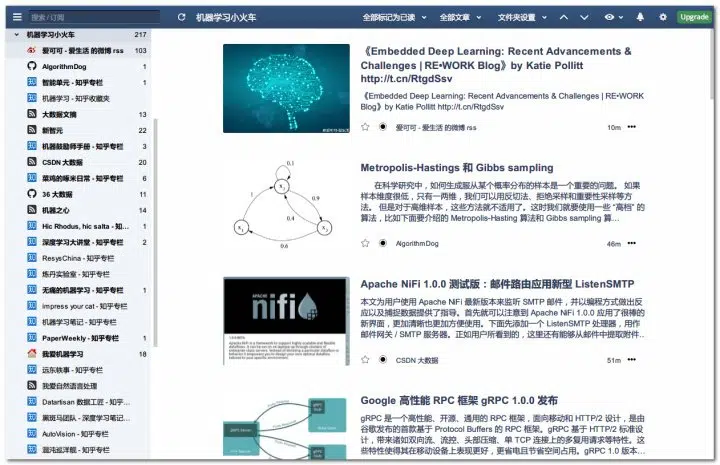 搜索 / 订阅
机器学习小火车
全部标记为已读
全部文章
文件夹设置
Upgrade
机器学习小火车 217
爱可可 - 爱生活 的微博 rss 103
AlgorithmDog 1
智能单元 - 知乎专栏 1
机器学习 - 知乎收藏夹
大数据文摘 13
新智元 22
机器鼓励师手册 - 知乎专栏 3
CSDN 大数据 20
菜鸡的啄米日常 - 知乎专栏 6
36 大数据 11
机器之心 14
Hic Rhodus, hic salta - 知... 1
深度学习大讲堂 - 知乎专栏 2
ResysChina - 知乎专栏
炼丹实验室 - 知乎专栏
无痛的机器学习 - 知乎专栏 1
impress your cat - 知乎专栏
机器学习笔记 - 知乎专栏
PaperWeekly - 知乎专栏 1
我爱机器学习 18
远东轶事 - 知乎专栏
我爱自然语言处理
Datartisan 数据工匠 - 知乎...
黑斑马团队 - 深度学习笔记...
AutoVision - 知乎专栏
混沌巡洋舰 - 知乎专栏
《Embedded Deep Learning: Recent Advancements &
Challenges | RE•WORK Blog》by Katie Pollitt
http://t.cn/RtgdSsv
《Embedded Deep Learning: Recent Advancements & Challenges | RE•WORK
Blog》by Katie Pollitt http://t.cn/RtgdSsv
爱可可 - 爱生活 的微博 rss 10m
Metropolis-Hastings 和 Gibbs sampling
在科学研究中，如何生成服从某个概率分布的样本是一个重要的问题。 如果
样本维度很低，只有一两维，我们可以用反切法、拒绝采样和重要性采样等方
法。 但是对于高维样本，这些方法就不适用了。这时我们就要使用一些 “高档” 的
算法，比如下面要介绍的 Metropolis-Hasting 算法和 Gibbs sampling 算...
AlgorithmDog 46m
0.1
x₂
1
0.9
0.4
x₁
x₃
0.6
Apache NiFi 1.0.0 测试版：邮件路由应用新型 ListenSMTP
本文为用户使用 Apache NiFi 最新版本来监听 SMTP 邮件，并以编程方式做出反
应以及捕捉数据提供了指导。首先就可以注意到 Apache NiFi 1.0.0 应用了很棒的
新界面，更加清晰也更加方便使用。下面先添加一个 ListenSMTP 处理器，用作
邮件网关 / SMTP 服务器。正如用户所看到的，这里还有能够从邮件中提取附件...
CSDN 大数据 51m
APACHE
nifi
Google 高性能 RPC 框架 gRPC 1.0.0 发布
gRPC 是一个高性能、开源、通用的 RPC 框架，面向移动和 HTTP/2 设计，是由
谷歌发布的首款基于 Protocol Buffers 的 RPC 框架。 gRPC 基于 HTTP/2 标准设
计，带来诸如双向流、流控、头部压缩、单 TCP 连接上的多复用请求等特性。这
些特性使得其在移动设备上表现更好，更省电且节省空间占用。gRPC 1.0 版本...